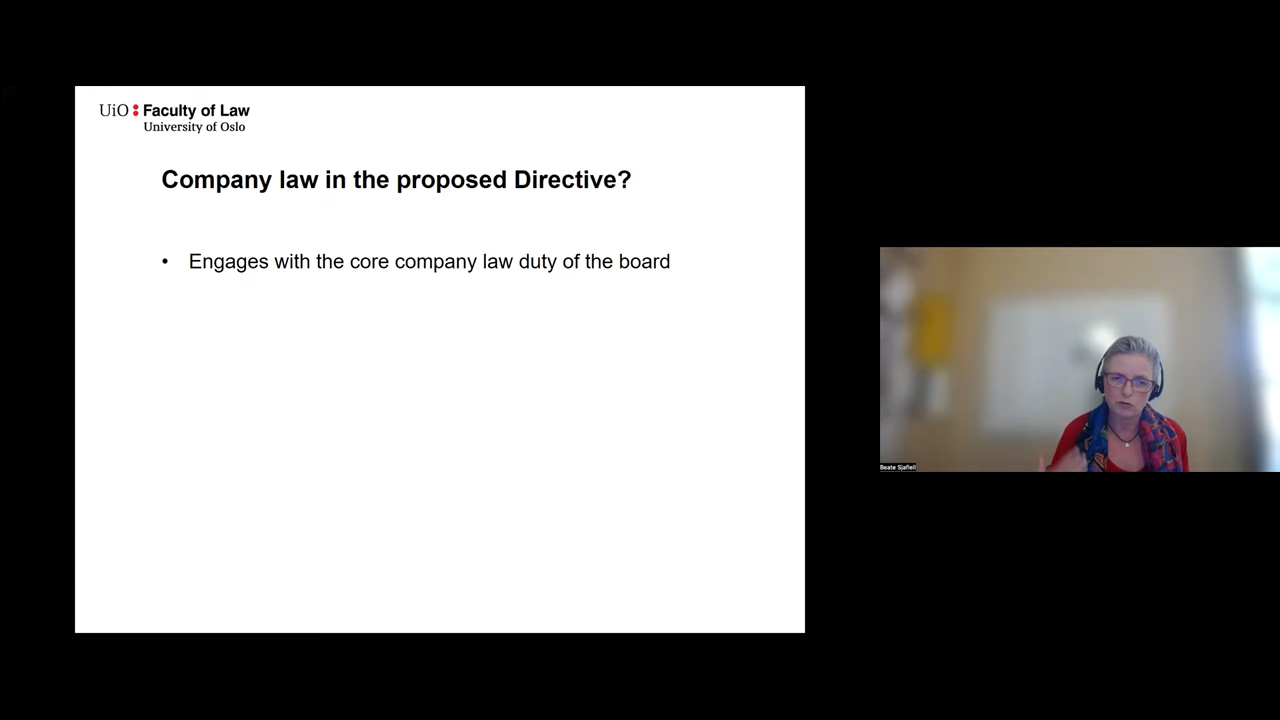 UiO Faculty of Law
University of Oslo
Company law in the proposed Directive?
• Engages with the core company law duty of the board
Beate Sjåfjell